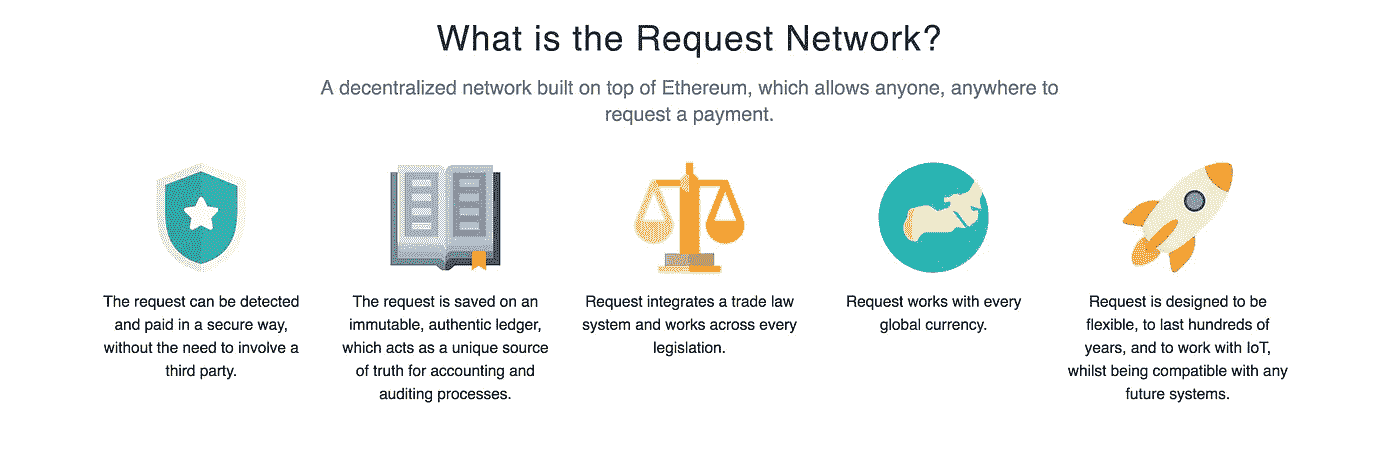 What is the Request Network?
A decentralized network built on top of Ethereum, which allows anyone, anywhere to
request a payment.
The request can be detected
and paid in a secure way,
without the need to involve a
third party.
The request is saved on an
immutable, authentic ledger,
which acts as a unique source
of truth for accounting and
auditing processes.
Request integrates a trade law
system and works across every
legislation.
Request works with every
global currency.
Request is designed to be
flexible, to last hundreds of
years, and to work with IoT,
whilst being compatible with any
future systems.